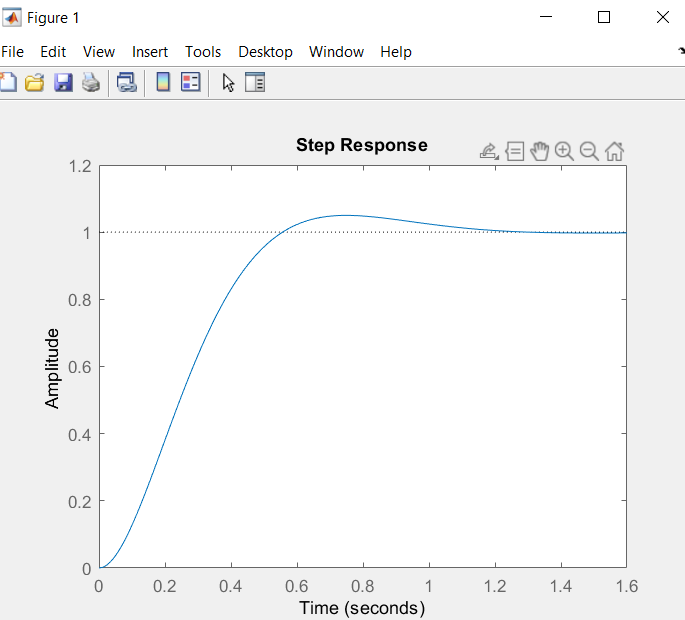 Figure 1
File Edit View Insert Tools Desktop Window Help
Step Response
1.2
1
0.8
0.6
0.4
0.2
0
Amplitude
0 0.2 0.4 0.6 0.8 1 1.2 1.4 1.6
Time (seconds)